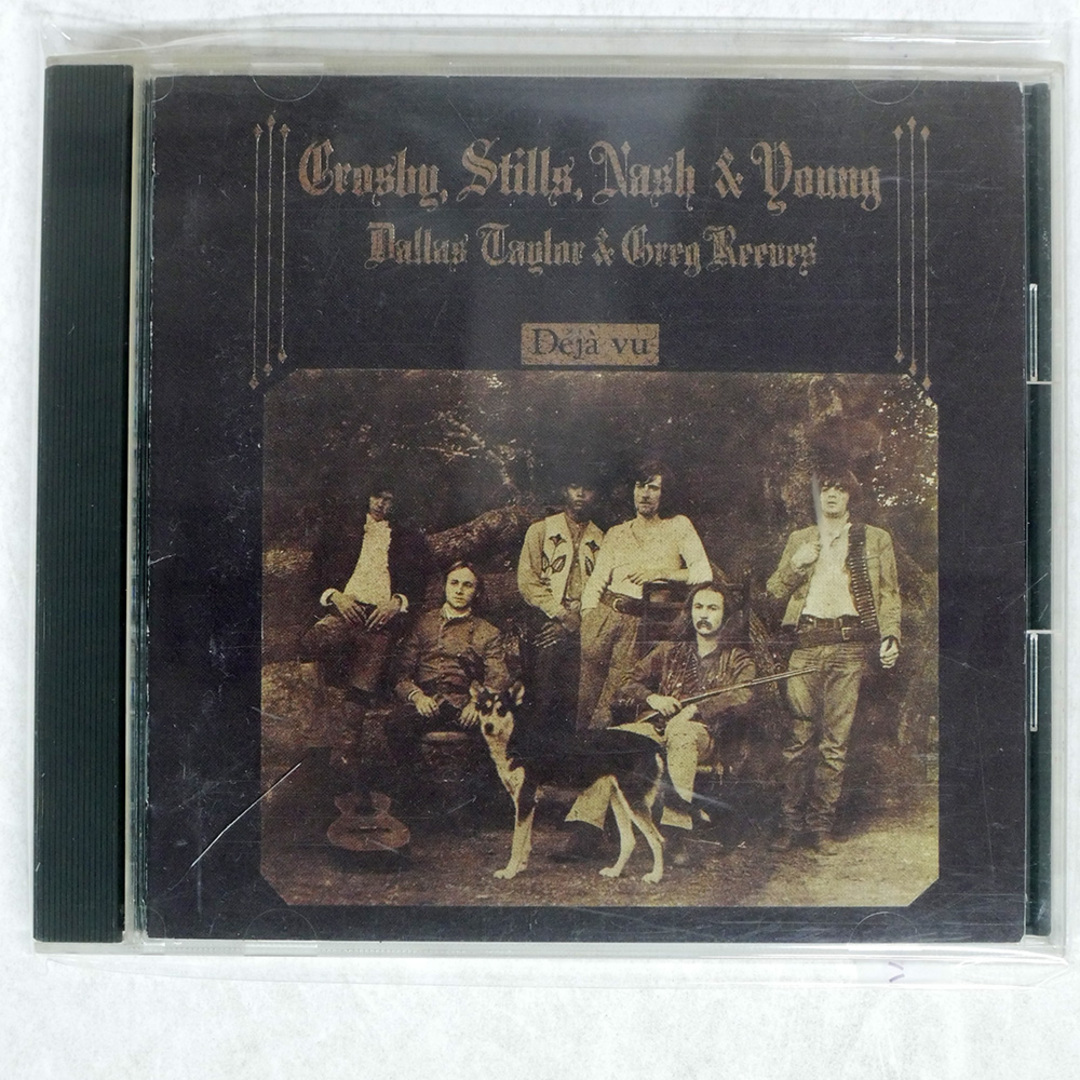 Crosby, Stills, Nash & Young
Dallas Taylor & Greg Reeves
Déjà vu